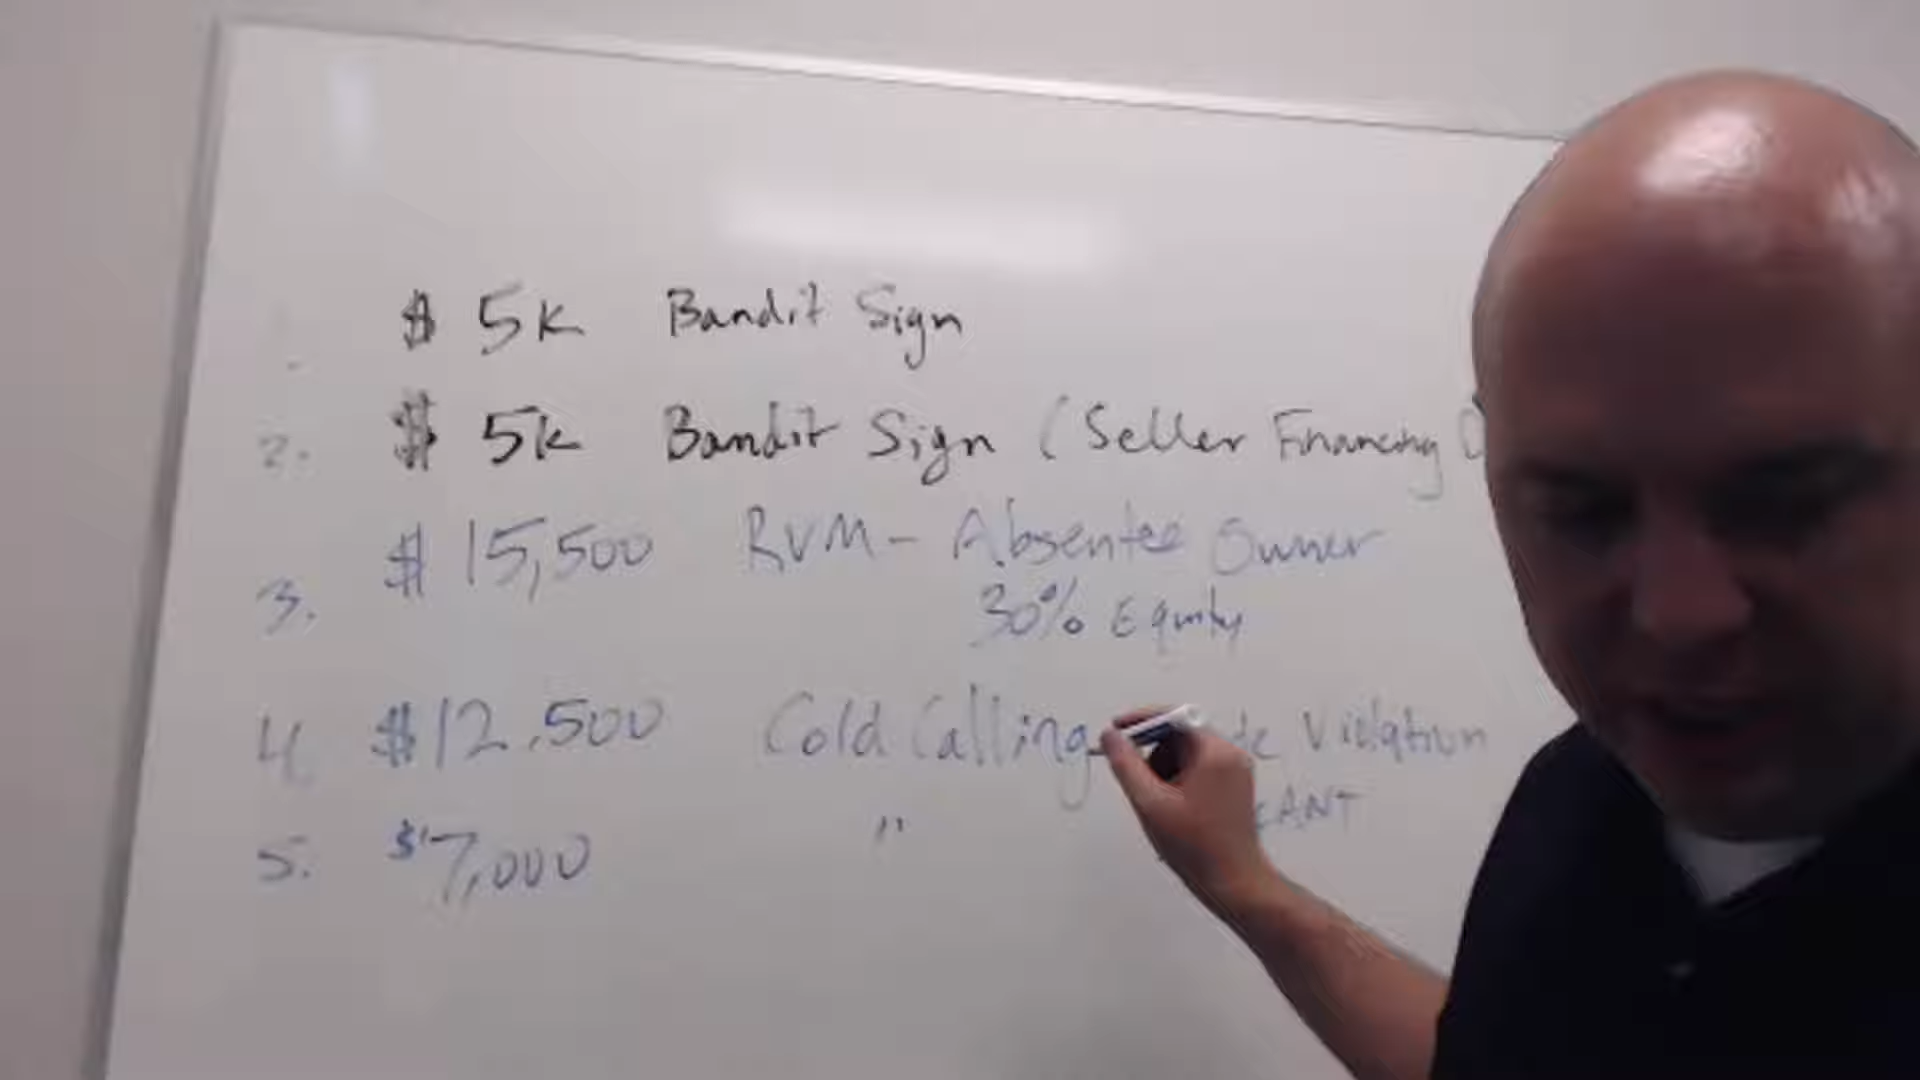 $ 5K Bandit Sign
2. $ 5K Bandit Sign (Seller Financing
3. $ 15,500 RVM - Absentee Owner
30% Equity
4. $12,500 Cold Calling Violation
5. $7,000 "